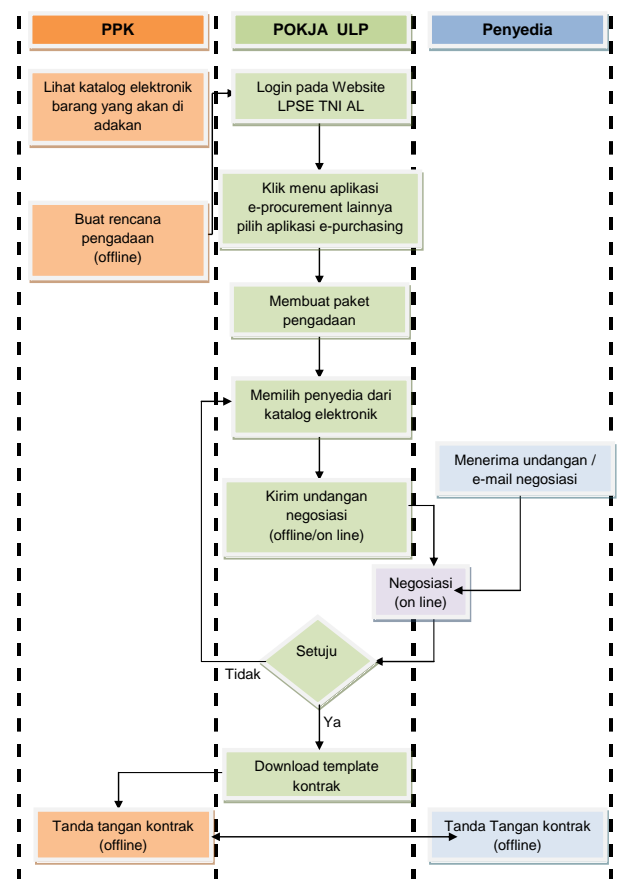 PPK
POKJA ULP
Penyedia
Lihat katalog elektronik
barang yang akan di
adakan
Login pada Website
LPSE TNI AL
Klik menu aplikasi
e-procurement lainnya
pilih aplikasi e-purchasing
Buat rencana
pengadaan
(offline)
Membuat paket
pengadaan
Memilih penyedia dari
katalog elektronik
Menerima undangan /
e-mail negosiasi
Kirim undangan
negosiasi
(offline/on line)
Negosiasi
(on line)
Setuju
Tidak
Ya
Download template
kontrak
Tanda tangan kontrak
(offline)
Tanda Tangan kontrak
(offline)